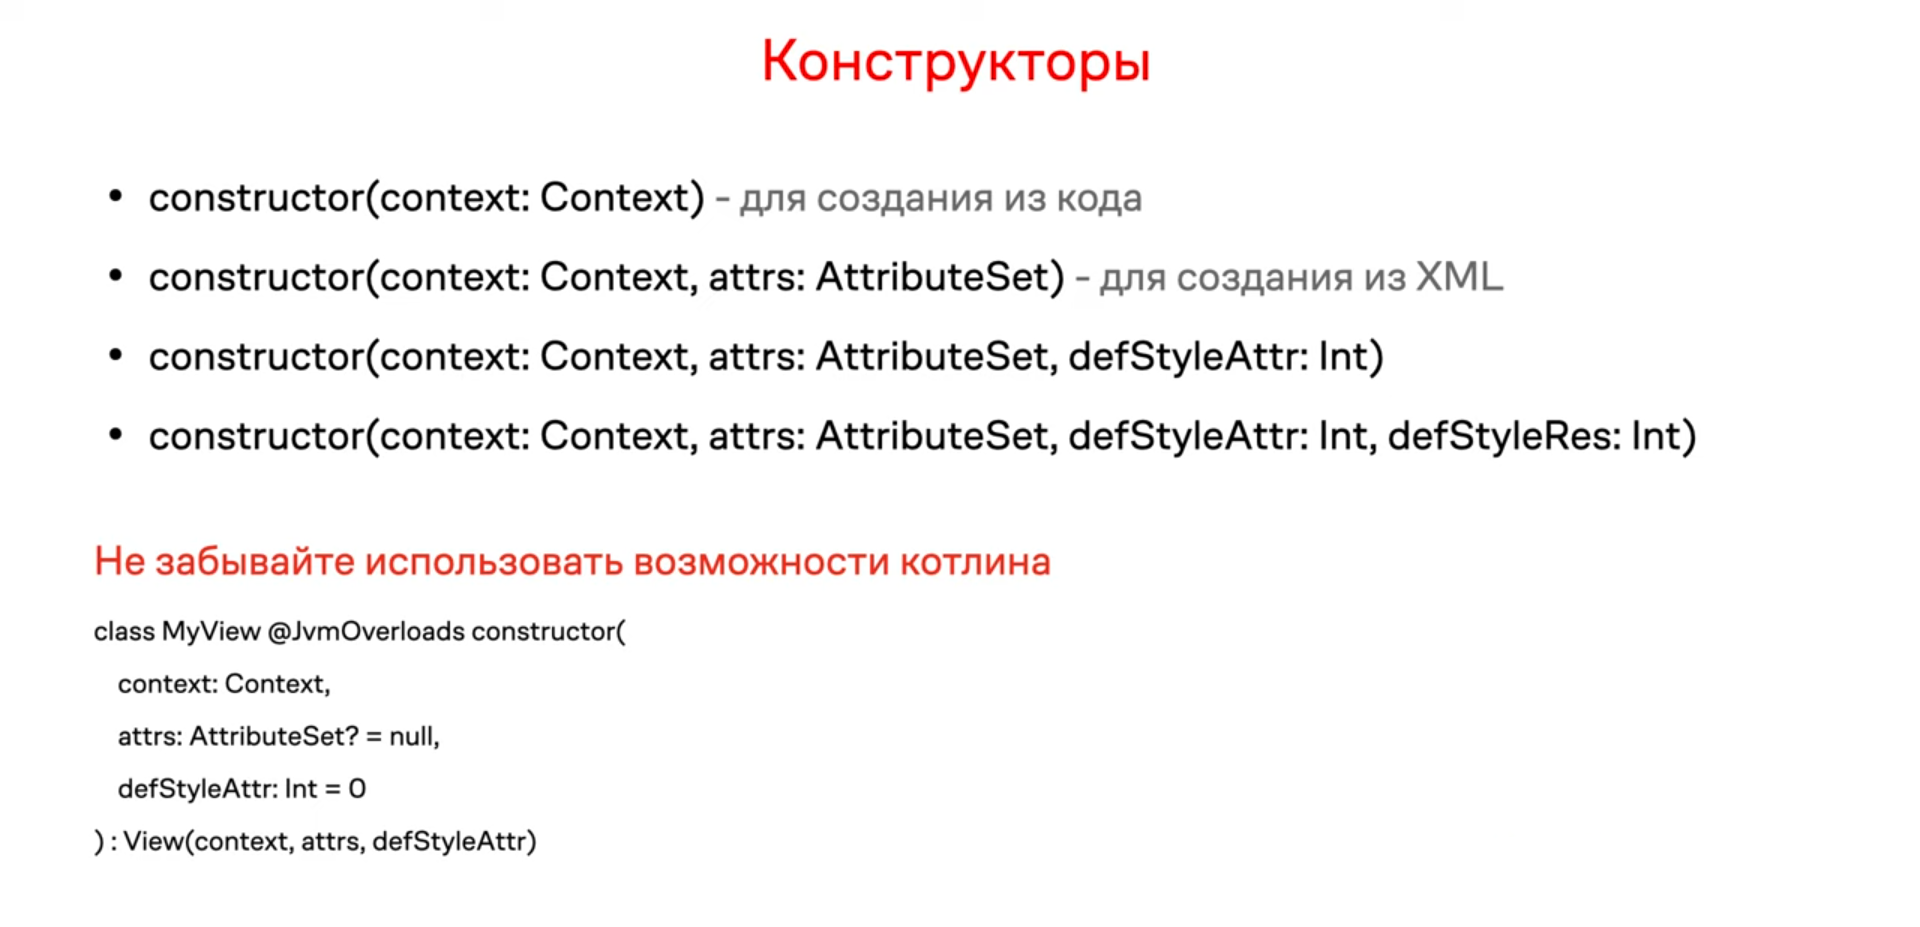 Конструкторы
• constructor(context: Context) - для создания из кода
• constructor(context: Context, attrs: AttributeSet) - для создания из XML
• constructor(context: Context, attrs: AttributeSet, defStyleAttr: Int)
• constructor(context: Context, attrs: AttributeSet, defStyleAttr: Int, defStyleRes: Int)
Не забывайте использовать возможности котлина
class MyView @JvmOverloads constructor(
context: Context,
attrs: AttributeSet? = null,
defStyleAttr: Int = 0
) : View(context, attrs, defStyleAttr)